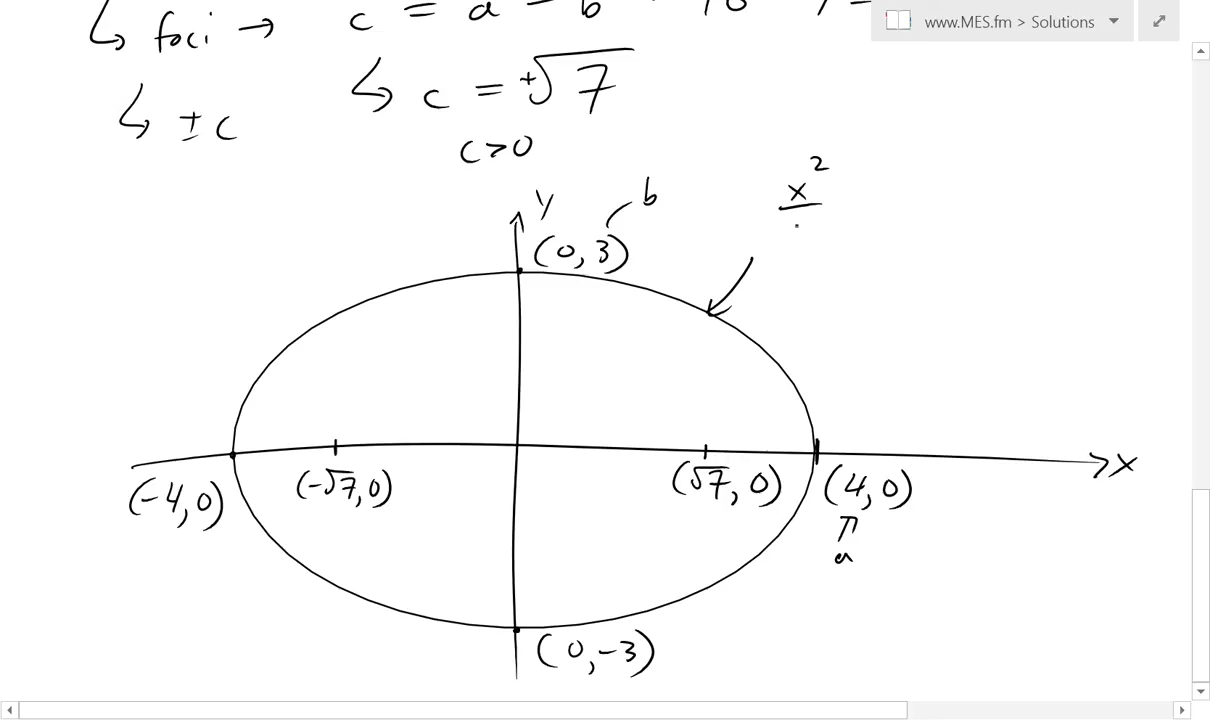 www.MES.fm > Solutions
↳ foci → c = a - b
↳ c = +√7
↳ ±c
c>0
x²
y
b
(0, 3)
x
(-4,0)
(-√7,0)
(√7, 0)
(4,0)
a
(0,-3)